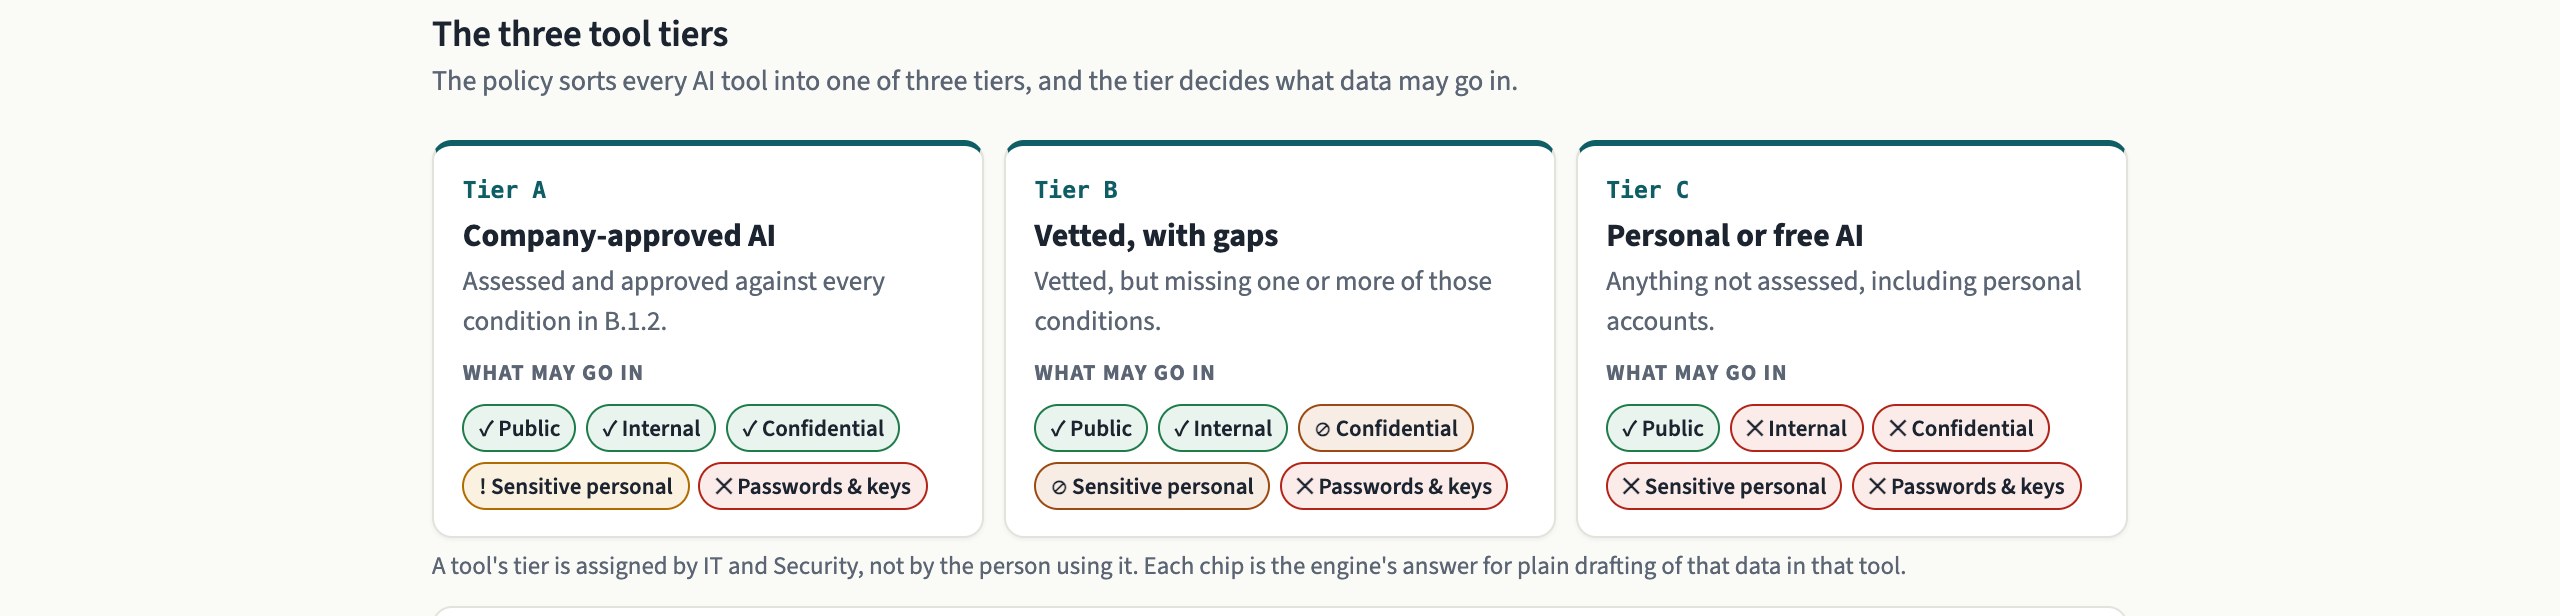 The three tool tiers
The policy sorts every AI tool into one of three tiers, and the tier decides what data may go in.
Tier A
Company-approved AI
Assessed and approved against every
condition in B.1.2.
WHAT MAY GO IN
✓ Public ✓ Internal ✓ Confidential
! Sensitive personal ✕ Passwords & keys
Tier B
Vetted, with gaps
Vetted, but missing one or more of those
conditions.
WHAT MAY GO IN
✓ Public ✓ Internal ⊘ Confidential
⊘ Sensitive personal ✕ Passwords & keys
Tier C
Personal or free AI
Anything not assessed, including personal
accounts.
WHAT MAY GO IN
✓ Public ✕ Internal ✕ Confidential
✕ Sensitive personal ✕ Passwords & keys
A tool's tier is assigned by IT and Security, not by the person using it. Each chip is the engine's answer for plain drafting of that data in that tool.